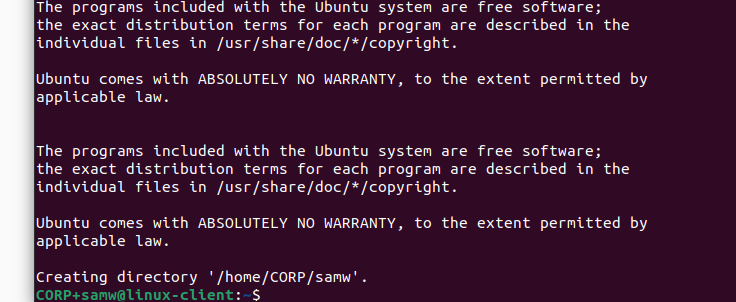 The programs included with the Ubuntu system are free software;
the exact distribution terms for each program are described in the
individual files in /usr/share/doc/*/copyright.
Ubuntu comes with ABSOLUTELY NO WARRANTY, to the extent permitted by
applicable law.
The programs included with the Ubuntu system are free software;
the exact distribution terms for each program are described in the
individual files in /usr/share/doc/*/copyright.
Ubuntu comes with ABSOLUTELY NO WARRANTY, to the extent permitted by
applicable law.
Creating directory '/home/CORP/samw'.
CORP+samw@linux-client:~$